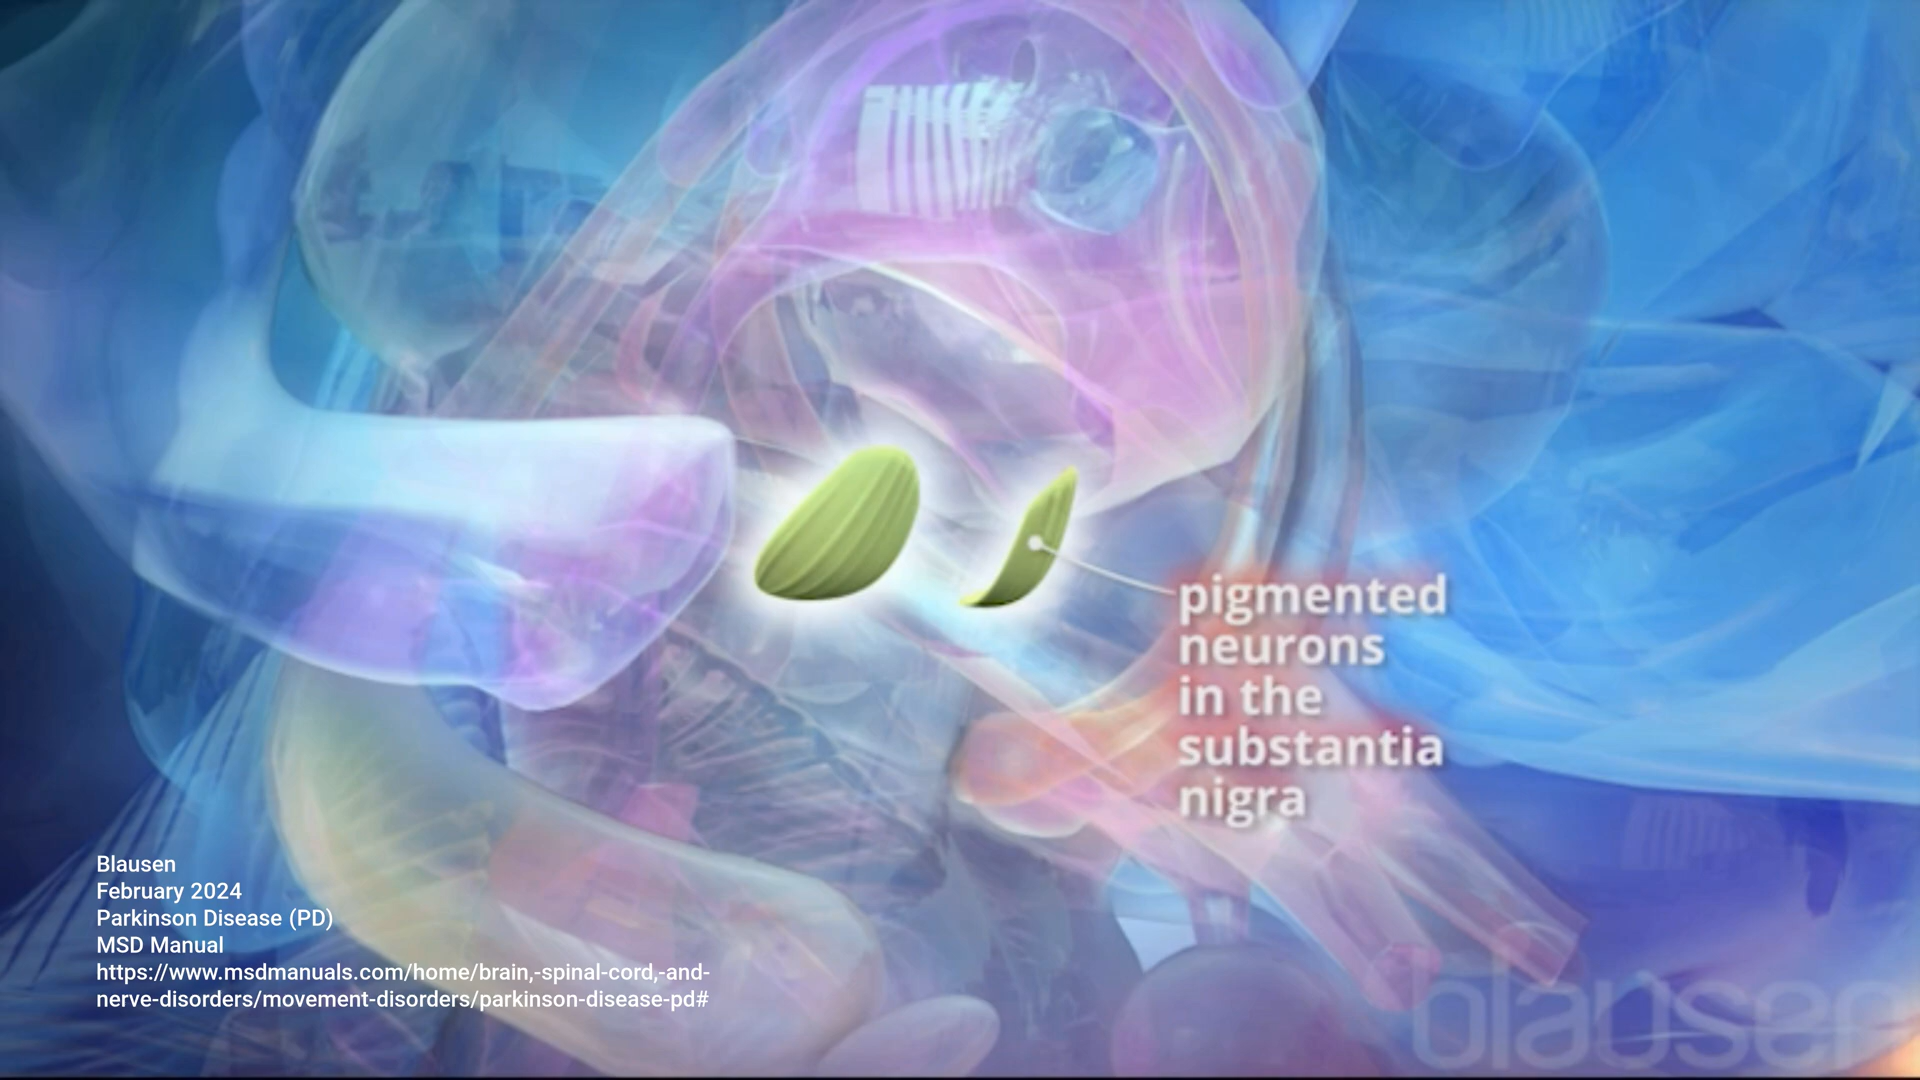 pigmented
neurons
in the
substantia
nigra
Blausen
February 2024
Parkinson Disease (PD)
MSD Manual
https://www.msdmanuals.com/home/brain,-spinal-cord,-and-
nerve-disorders/movement-disorders/parkinson-disease-pd#
blausen